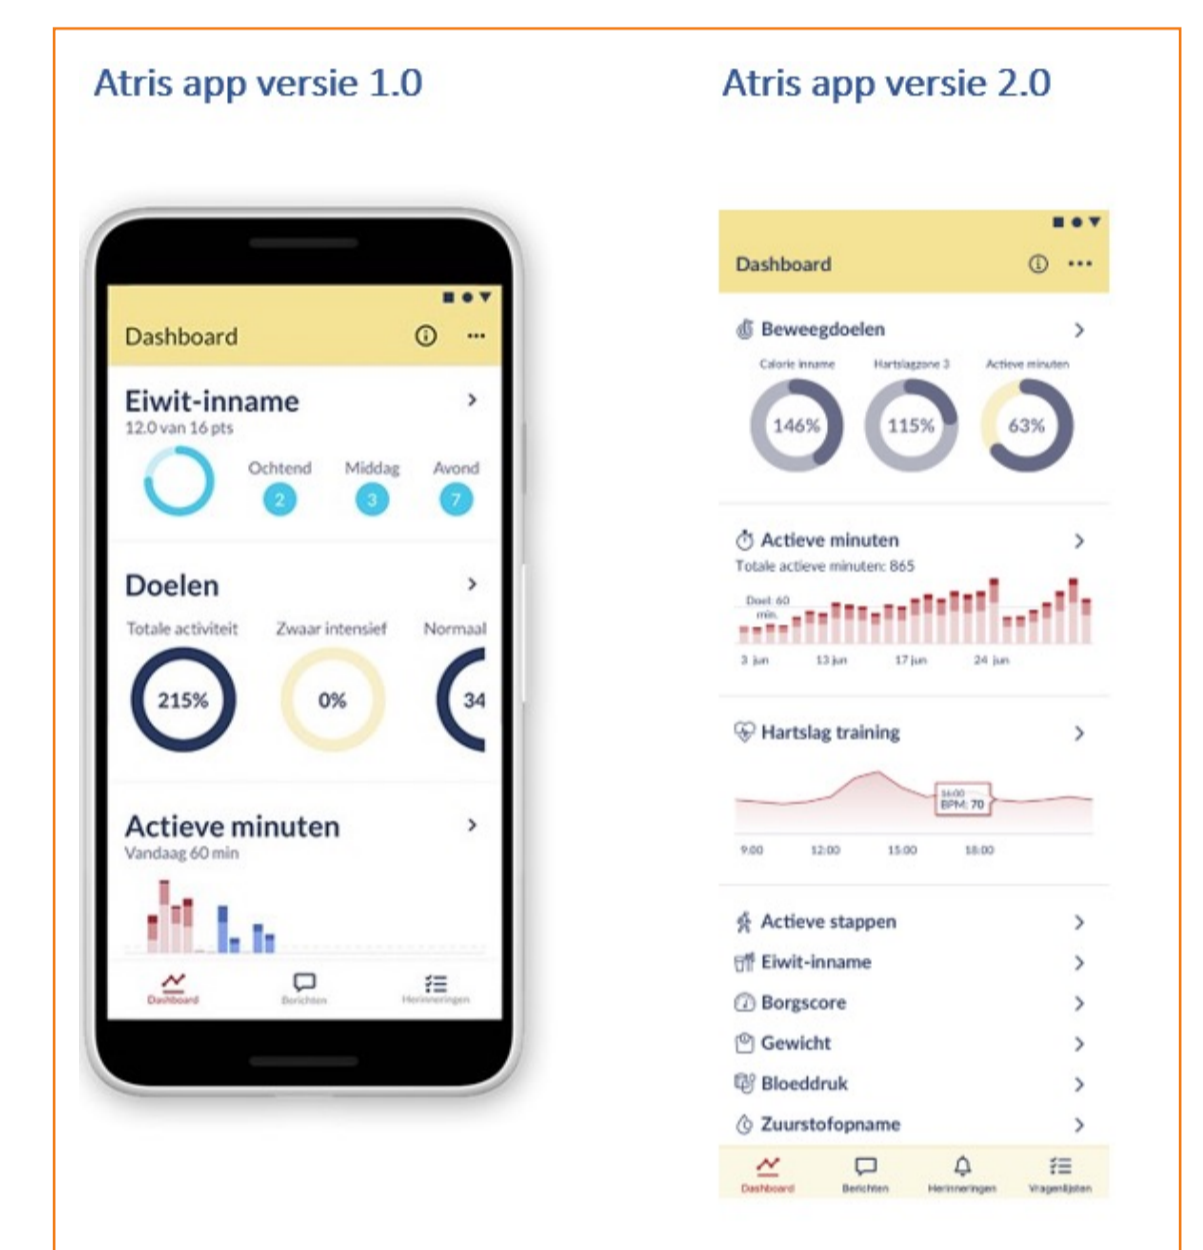 Atris app versie 1.0
Dashboard
Eiwit-inname
12.0 van 16 pts
Ochtend Middag Avond
2 3 7
Doelen
Totale activiteit Zwaar intensief Normaal
215% 0% 34
Actieve minuten
Vandaag 60 min
Dashboard Berichten Herinneringen
Atris app versie 2.0
Dashboard
Beweegdoelen
Calorie inname Hartslagzone 3 Actieve minuten
146% 115% 63%
Actieve minuten
Totale actieve minuten: 865
Doel: 60
min.
3 jun 13 jun 17 jun 24 jun
Hartslag training
16:00
BPM: 70
9:00 12:00 15:00 18:00
Actieve stappen
Eiwit-inname
Borgscore
Gewicht
Bloeddruk
Zuurstofopname
Dashboard Berichten Herinneringen Vragenlijsten